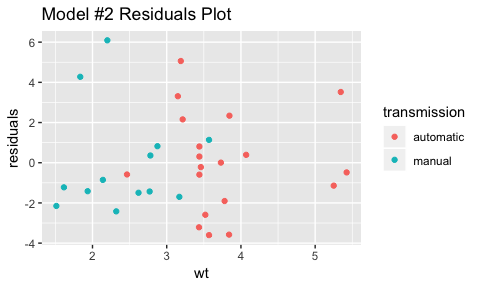 Model #2 Residuals Plot
6
4
2
0
-2
-4
residuals
2
3
4
5
wt
transmission
automatic
manual